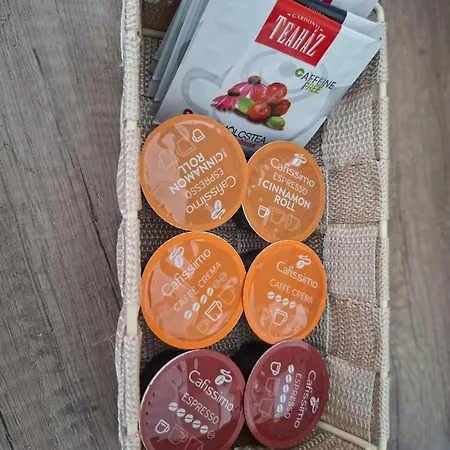 GÁRDONYI
TEAHÁZ
CAFFEINE
FREE
Cafissimo
ESPRESSO
CINNAMON
ROLL
Cafissimo
ESPRESSO
CINNAMON
ROLL
Cafissimo
CAFFÈ CREMA
Cafissimo
CAFFÈ CREMA
Cafissimo
ESPRESSO
Cafissimo
ESPRESSO